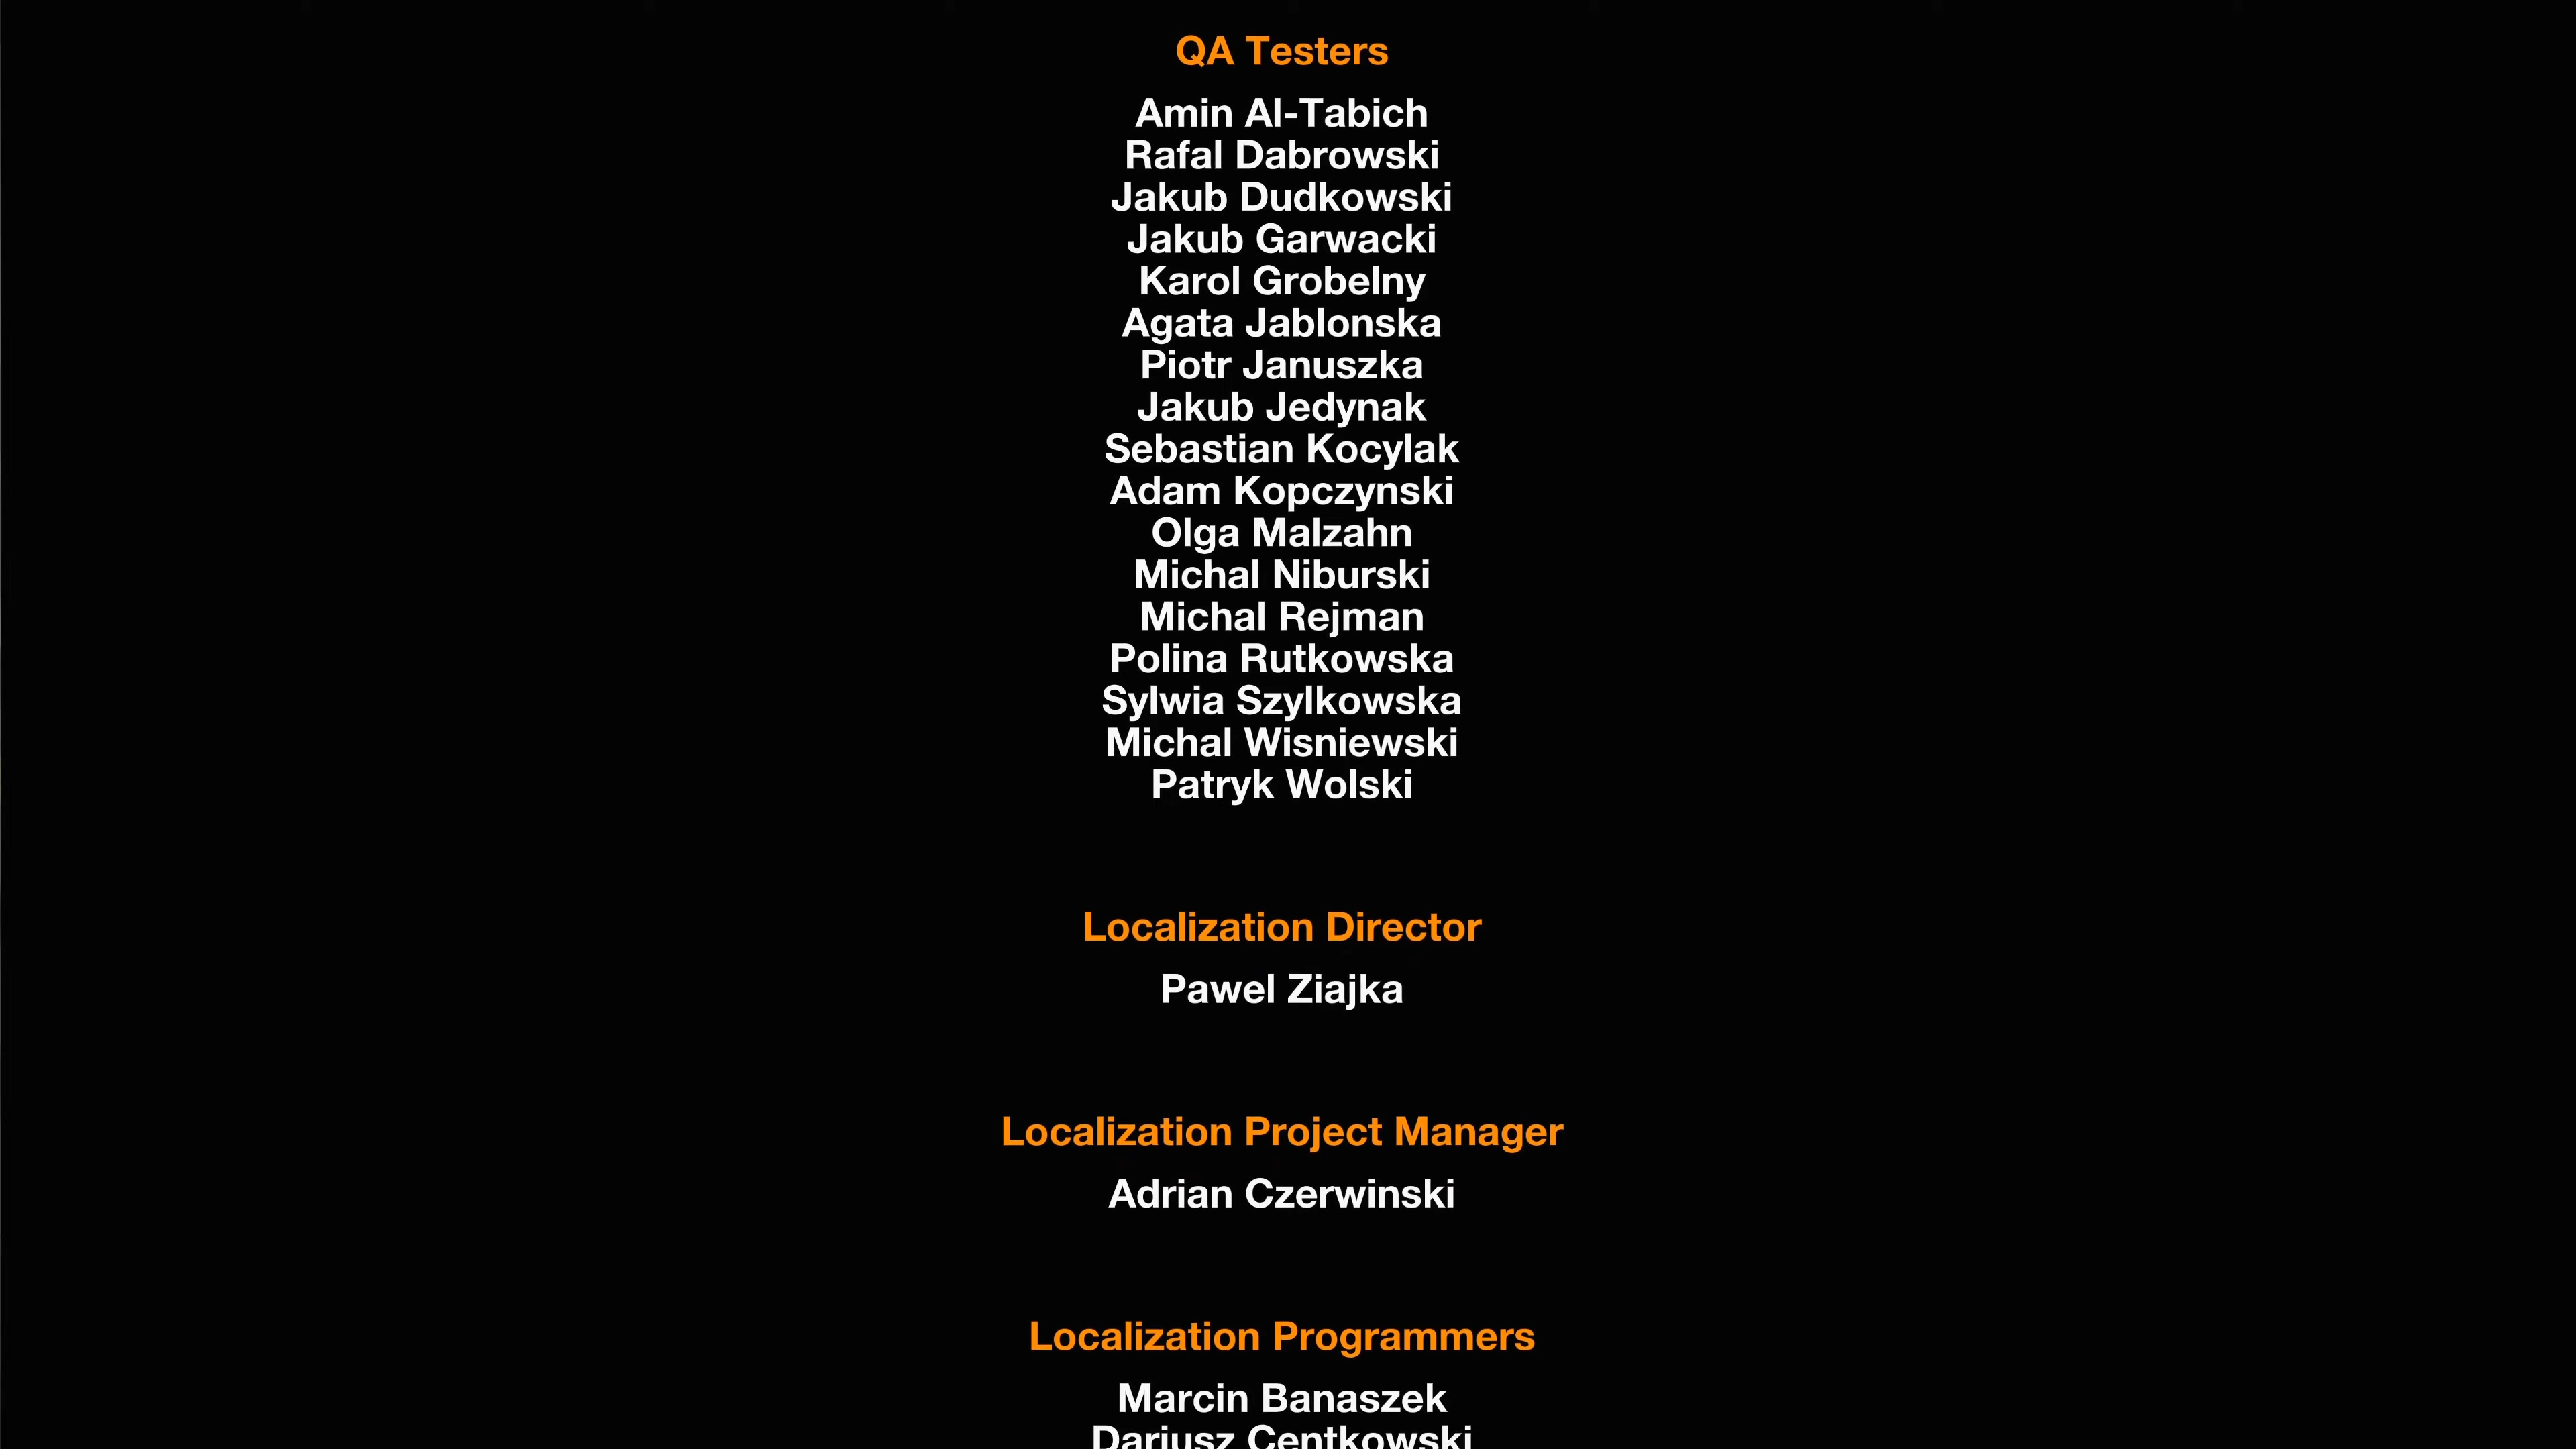 QA Testers
Amin Al-Tabich
Rafal Dabrowski
Jakub Dudkowski
Jakub Garwacki
Karol Grobelny
Agata Jablonska
Piotr Januszka
Jakub Jedynak
Sebastian Kocylak
Adam Kopczynski
Olga Malzahn
Michal Niburski
Michal Rejman
Polina Rutkowska
Sylwia Szylkowska
Michal Wisniewski
Patryk Wolski
Localization Director
Pawel Ziajka
Localization Project Manager
Adrian Czerwinski
Localization Programmers
Marcin Banaszek
Dariusz Centkowski